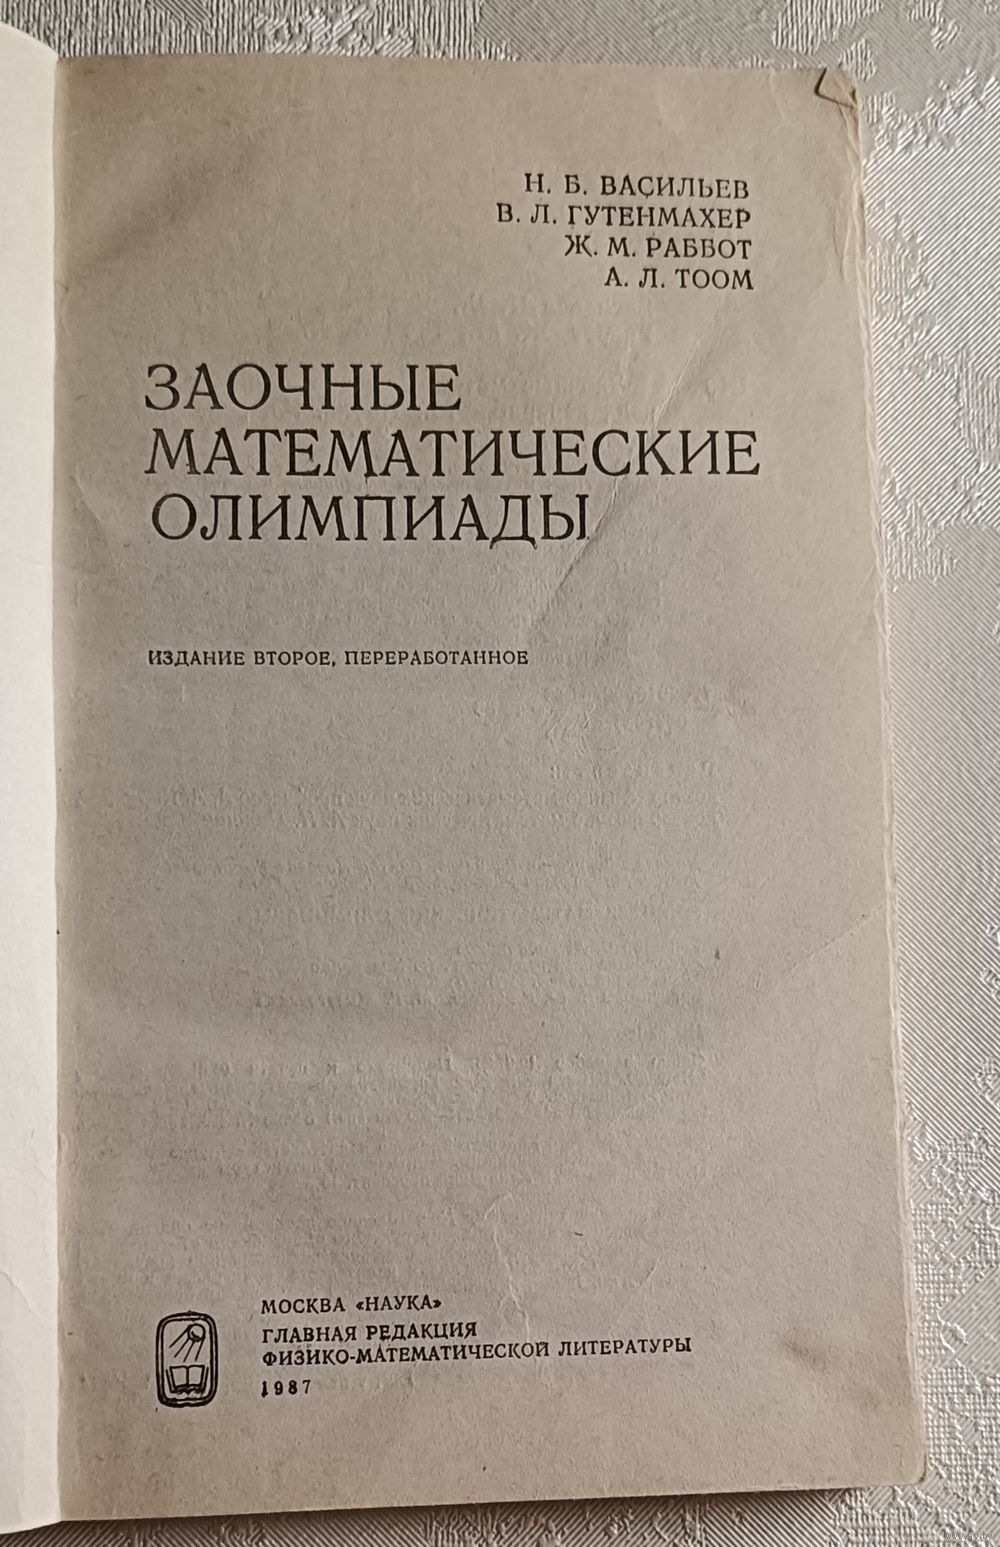 Н. Б. ВАСИЛЬЕВ
В. Л. ГУТЕНМАХЕР
Ж. М. РАББОТ
А. Л. ТООМ
ЗАОЧНЫЕ
МАТЕМАТИЧЕСКИЕ
ОЛИМПИАДЫ
ИЗДАНИЕ ВТОРОЕ, ПЕРЕРАБОТАННОЕ
МОСКВА «НАУКА»
ГЛАВНАЯ РЕДАКЦИЯ
ФИЗИКО-МАТЕМАТИЧЕСКОЙ ЛИТЕРАТУРЫ
1987